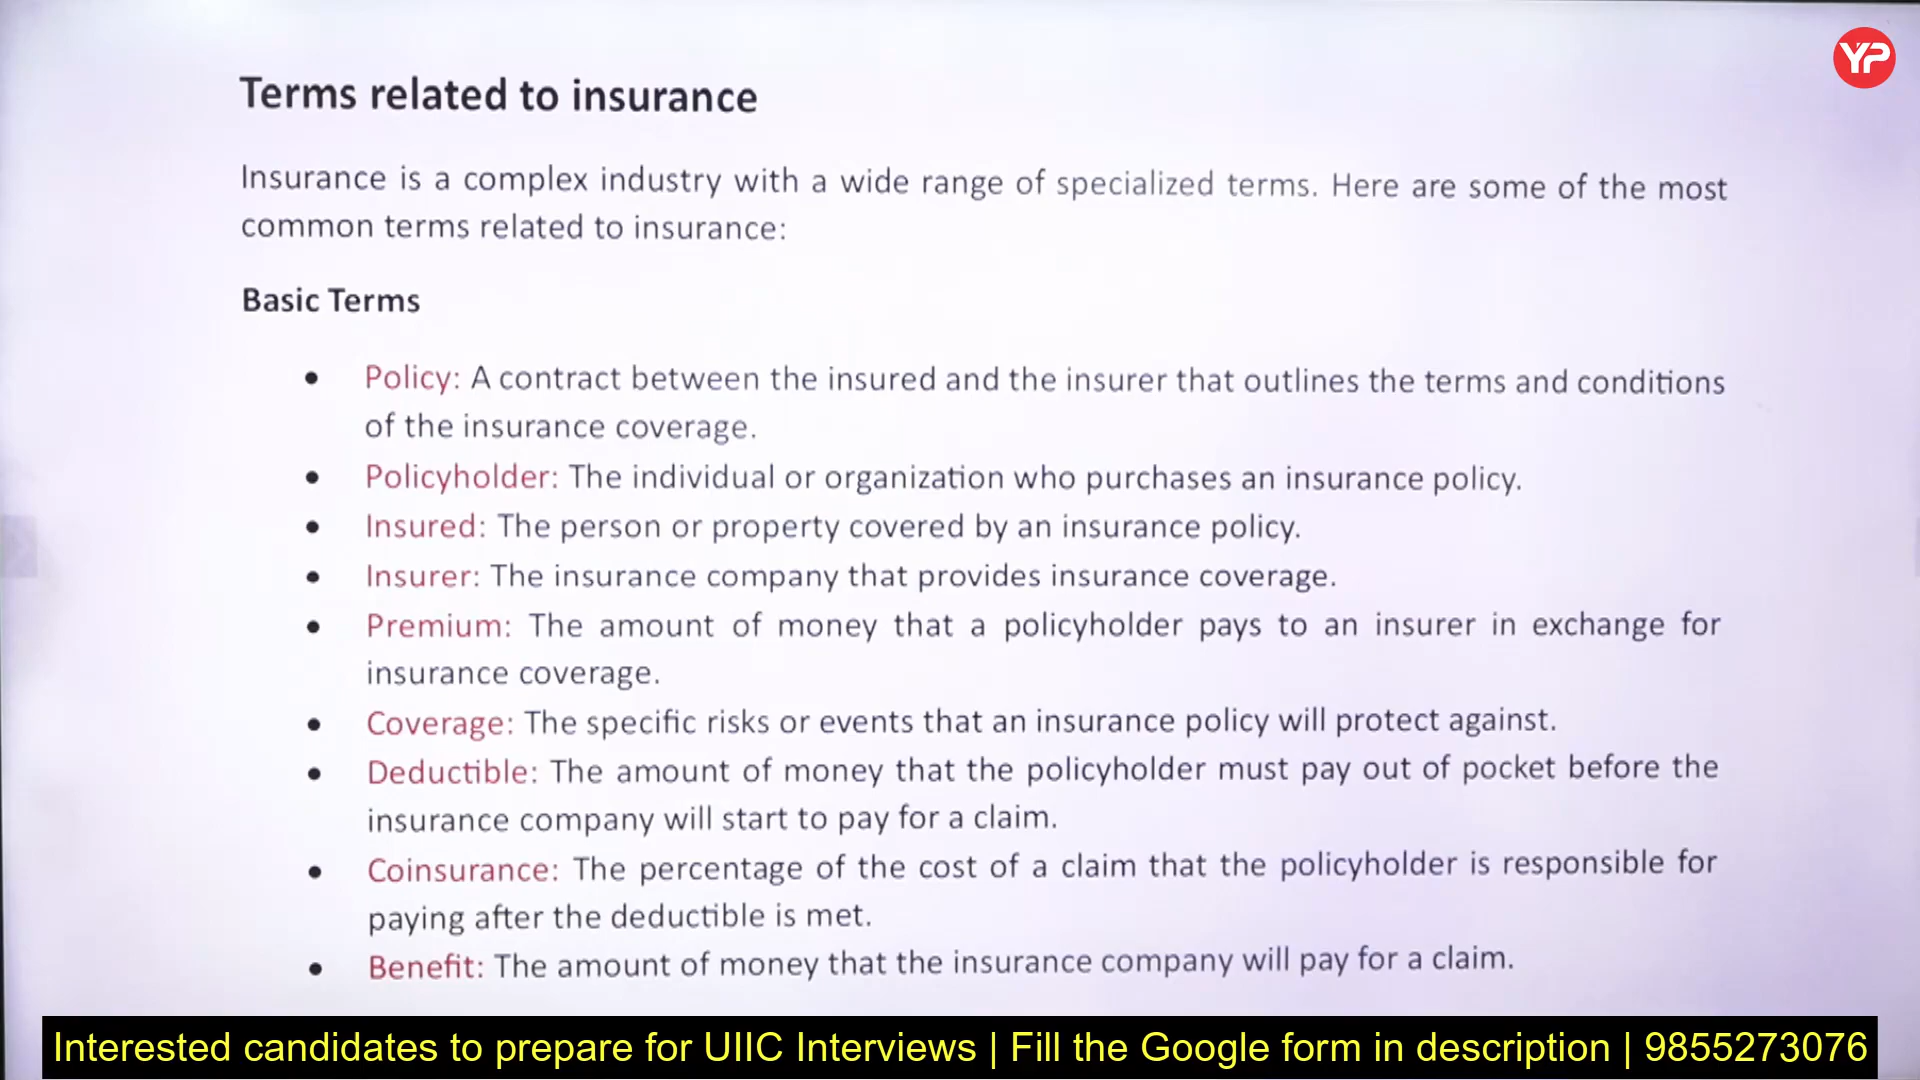 YP
Terms related to insurance
Insurance is a complex industry with a wide range of specialized terms. Here are some of the most
common terms related to insurance:
Basic Terms
• Policy: A contract between the insured and the insurer that outlines the terms and conditions
of the insurance coverage.
• Policyholder: The individual or organization who purchases an insurance policy.
• Insured: The person or property covered by an insurance policy.
• Insurer: The insurance company that provides insurance coverage.
• Premium: The amount of money that a policyholder pays to an insurer in exchange for
insurance coverage.
• Coverage: The specific risks or events that an insurance policy will protect against.
• Deductible: The amount of money that the policyholder must pay out of pocket before the
insurance company will start to pay for a claim.
• Coinsurance: The percentage of the cost of a claim that the policyholder is responsible for
paying after the deductible is met.
• Benefit: The amount of money that the insurance company will pay for a claim.
Interested candidates to prepare for UIIC Interviews | Fill the Google form in description | 9855273076